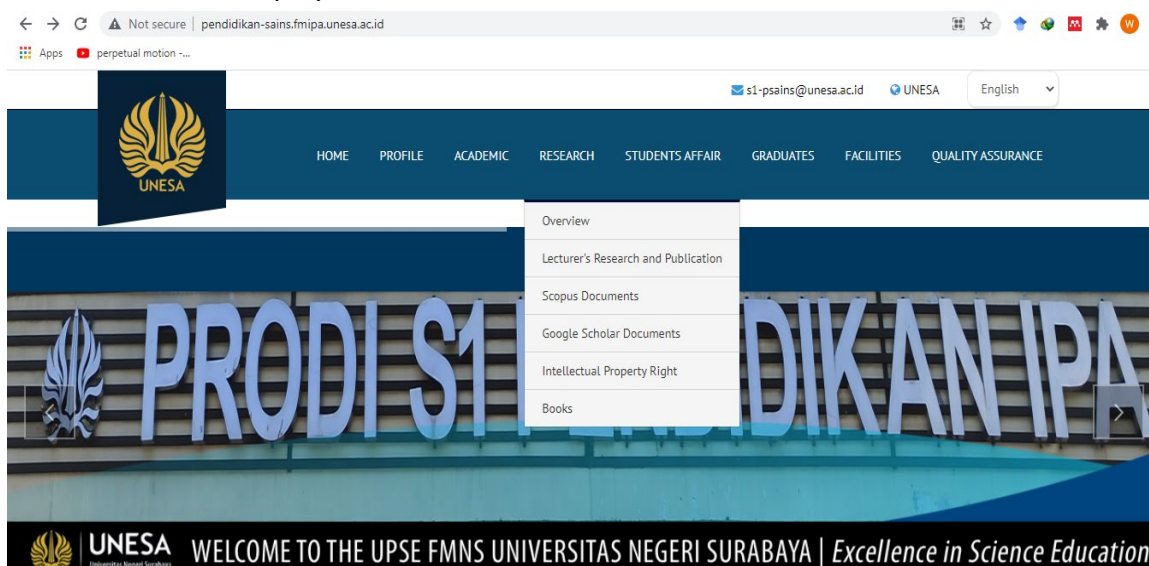 Not secure | pendidikan-sains.fmipa.unesa.ac.id
W
Apps perpetual motion -...
s1-psains@unesa.ac.id UNESA English
UNESA
HOME PROFILE ACADEMIC RESEARCH STUDENTS AFFAIR GRADUATES FACILITIES QUALITY ASSURANCE
Overview
Lecturer's Research and Publication
Scopus Documents
Google Scholar Documents
Intellectual Property Right
Books
PRODI S1 DIKAN IPA
UNESA
Universitas Negeri Surabaya
WELCOME TO THE UPSE FMNS UNIVERSITAS NEGERI SURABAYA | Excellence in Science Education